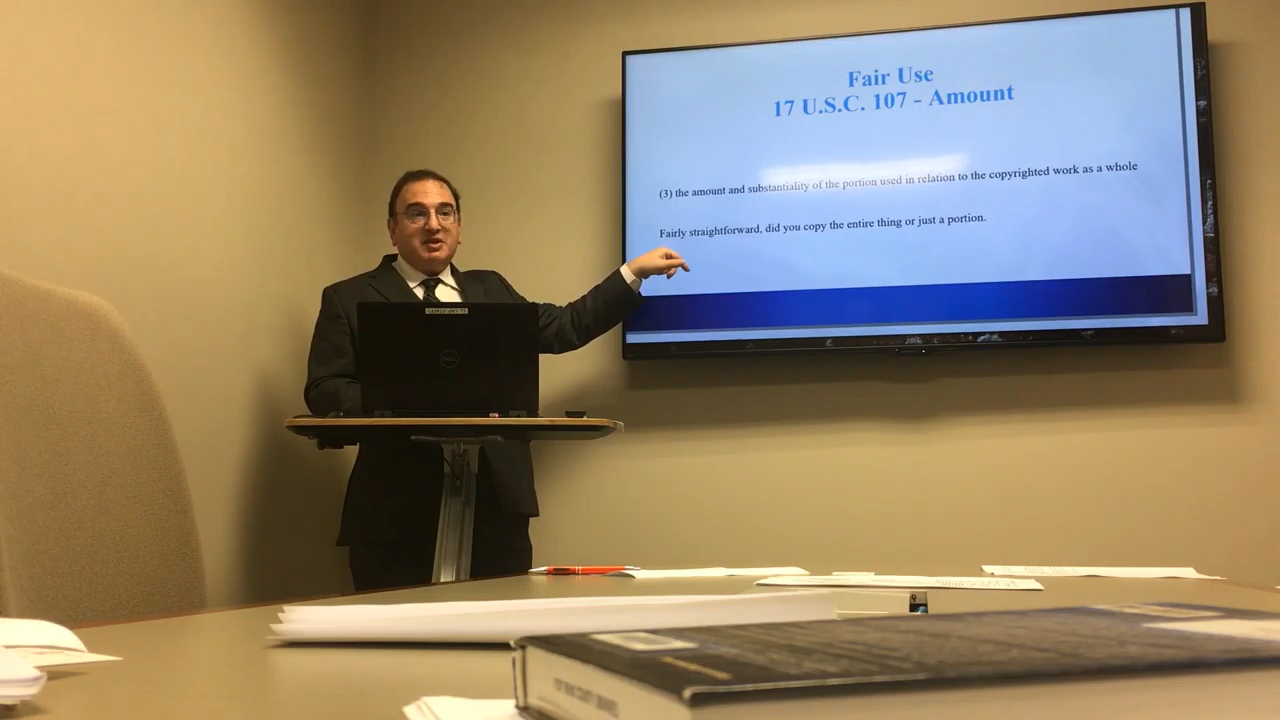 Fair Use
17 U.S.C. 107 - Amount
(3) the amount and substantiality of the portion used in relation to the copyrighted work as a whole
Fairly straightforward, did you copy the entire thing or just a portion.
DELL